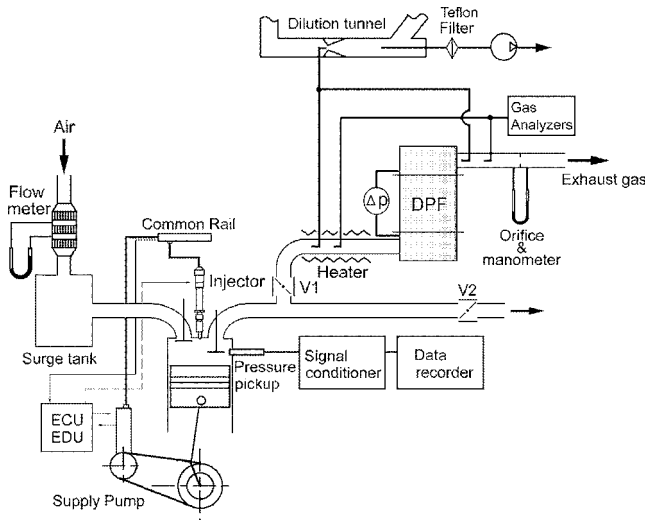 Dilution tunnel
Teflon
Filter
Gas
Analyzers
Air
Flow
meter
Δp
DPF
Exhaust gas
Common Rail
Orifice
&
manometer
Injector
Heater
V1
V2
Surge tank
Pressure
pickup
Signal
conditioner
Data
recorder
ECU
EDU
Supply Pump